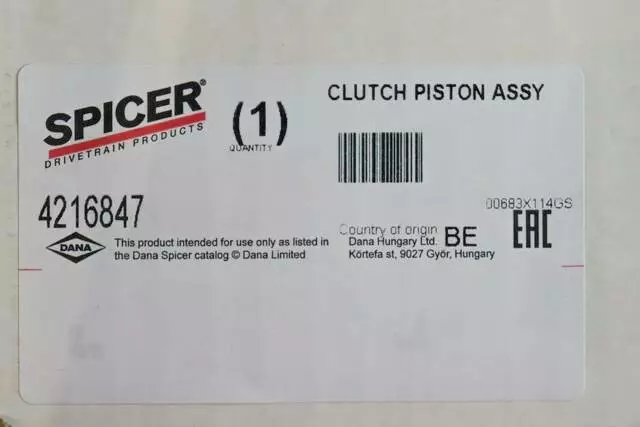 SPICER®
DRIVETRAIN PRODUCTS
(1)
QUANTITY
CLUTCH PISTON ASSY
4216847
00683X114GS
DANA
This product intended for use only as listed in
the Dana Spicer catalog © Dana Limited
Country of origin BE
Dana Hungary Ltd.
Körtefa st, 9027 Győr, Hungary
EAC